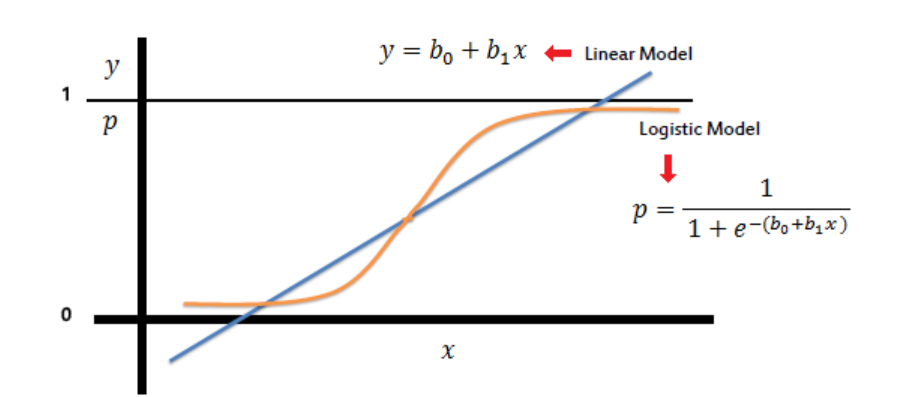 y = b₀ + b₁x
Linear Model
y
1
p
Logistic Model
p = 1 / (1 + e^−(b₀+b₁x))
0
x